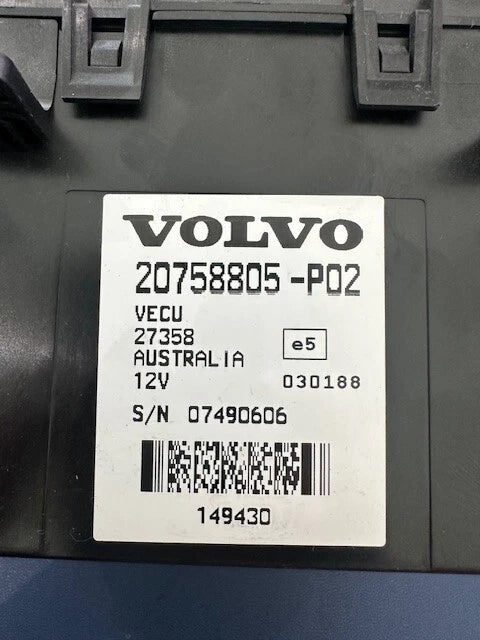 VOLVO
20758805-P02
VECU
27358
AUSTRALIA
e5
12V
030188
S/N 07490606
149430